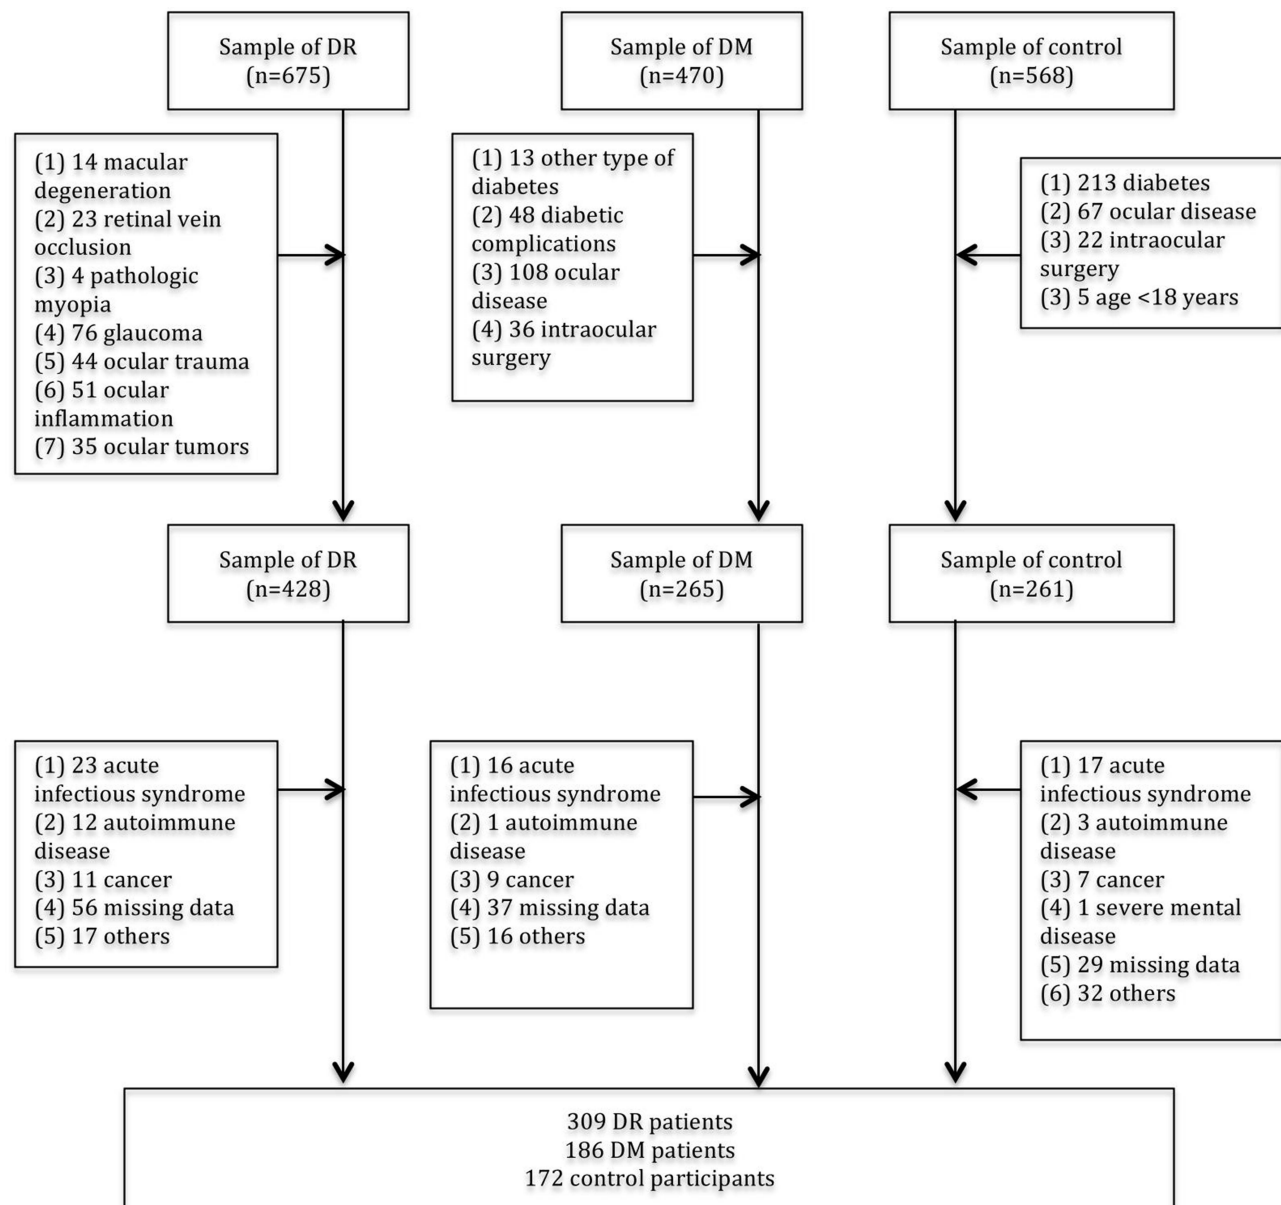 Sample of DR
(n=675)
Sample of DM
(n=470)
Sample of control
(n=568)
(1) 14 macular
degeneration
(2) 23 retinal vein
occlusion
(3) 4 pathologic
myopia
(4) 76 glaucoma
(5) 44 ocular trauma
(6) 51 ocular
inflammation
(7) 35 ocular tumors
(1) 13 other type of
diabetes
(2) 48 diabetic
complications
(3) 108 ocular
disease
(4) 36 intraocular
surgery
(1) 213 diabetes
(2) 67 ocular disease
(3) 22 intraocular
surgery
(3) 5 age <18 years
Sample of DR
(n=428)
Sample of DM
(n=265)
Sample of control
(n=261)
(1) 23 acute
infectious syndrome
(2) 12 autoimmune
disease
(3) 11 cancer
(4) 56 missing data
(5) 17 others
(1) 16 acute
infectious syndrome
(2) 1 autoimmune
disease
(3) 9 cancer
(4) 37 missing data
(5) 16 others
(1) 17 acute
infectious syndrome
(2) 3 autoimmune
disease
(3) 7 cancer
(4) 1 severe mental
disease
(5) 29 missing data
(6) 32 others
309 DR patients
186 DM patients
172 control participants